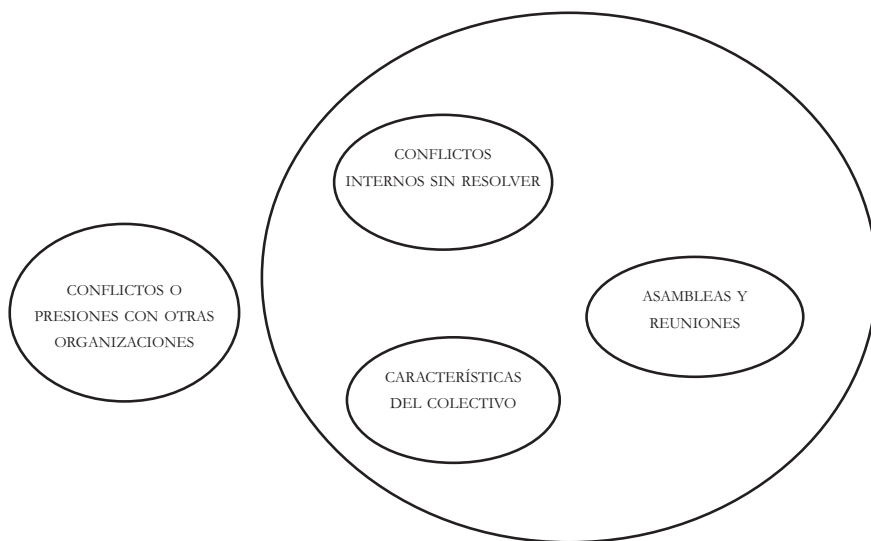 CONFLICTOS
INTERNOS SIN RESOLVER
CONFLICTOS O
PRESIONES CON OTRAS
ORGANIZACIONES
ASAMBLEAS Y
REUNIONES
CARACTERÍSTICAS
DEL COLECTIVO